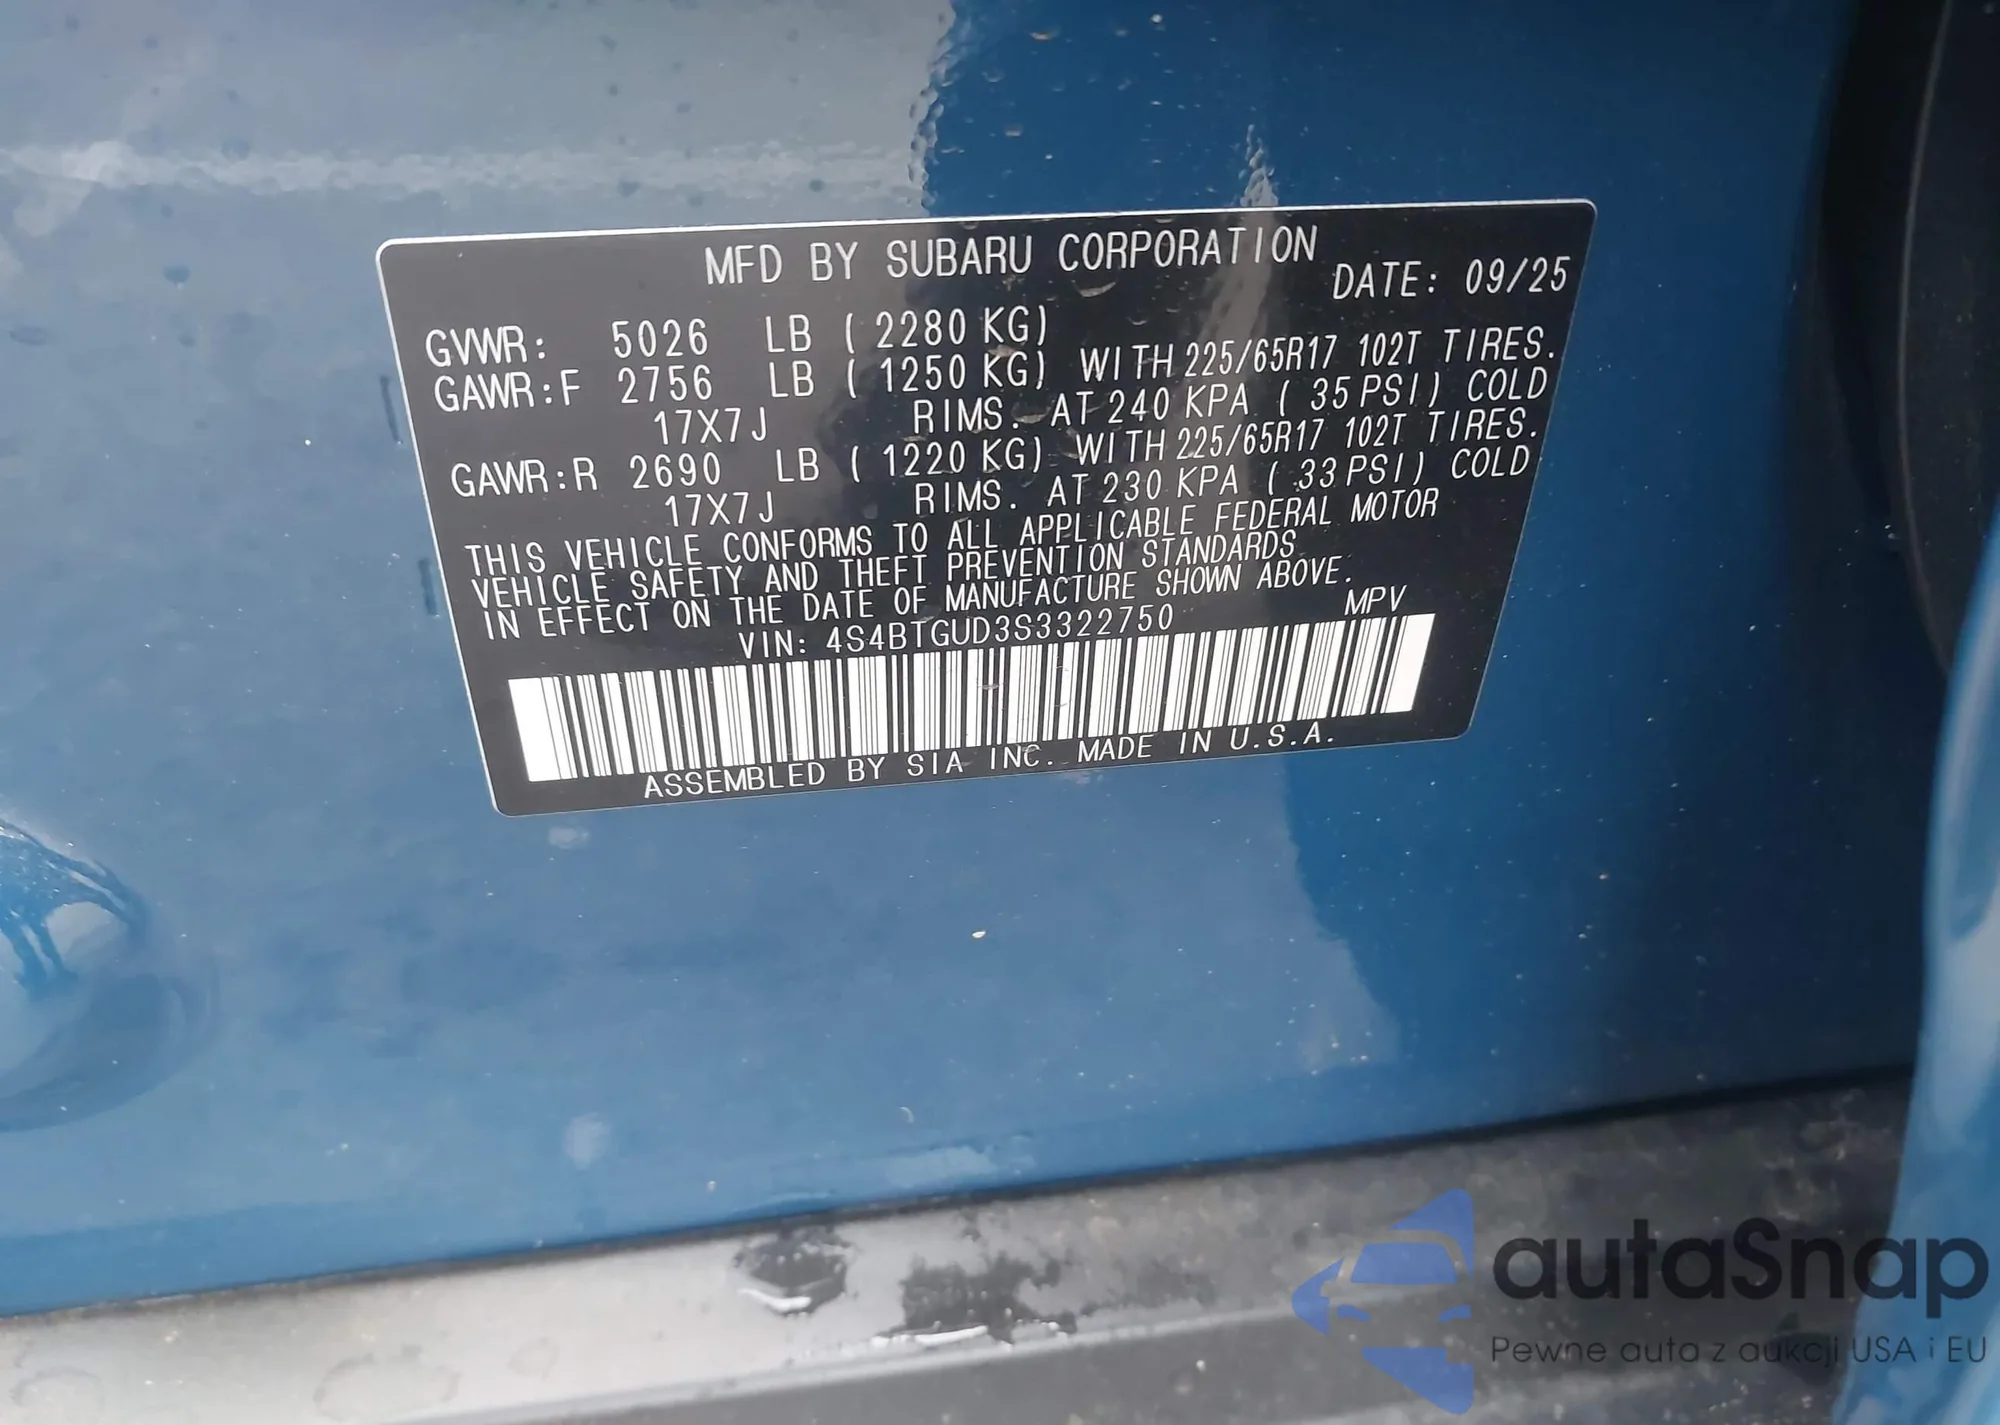 MFD BY SUBARU CORPORATION
DATE: 09/25
GVWR: 5026 LB ( 2280 KG)
GAWR:F 2756 LB ( 1250 KG) WITH 225/65R17 102T TIRES.
17X7J RIMS. AT 240 KPA ( 35 PSI) COLD
GAWR:R 2690 LB ( 1220 KG) WITH 225/65R17 102T TIRES.
17X7J RIMS. AT 230 KPA ( 33 PSI) COLD
THIS VEHICLE CONFORMS TO ALL APPLICABLE FEDERAL MOTOR
VEHICLE SAFETY AND THEFT PREVENTION STANDARDS
IN EFFECT ON THE DATE OF MANUFACTURE SHOWN ABOVE.
VIN: 4S4BTGUD3S3322750 MPV
ASSEMBLED BY SIA INC. MADE IN U.S.A.
autaSnap
Pewne auta z aukcji USA i EU